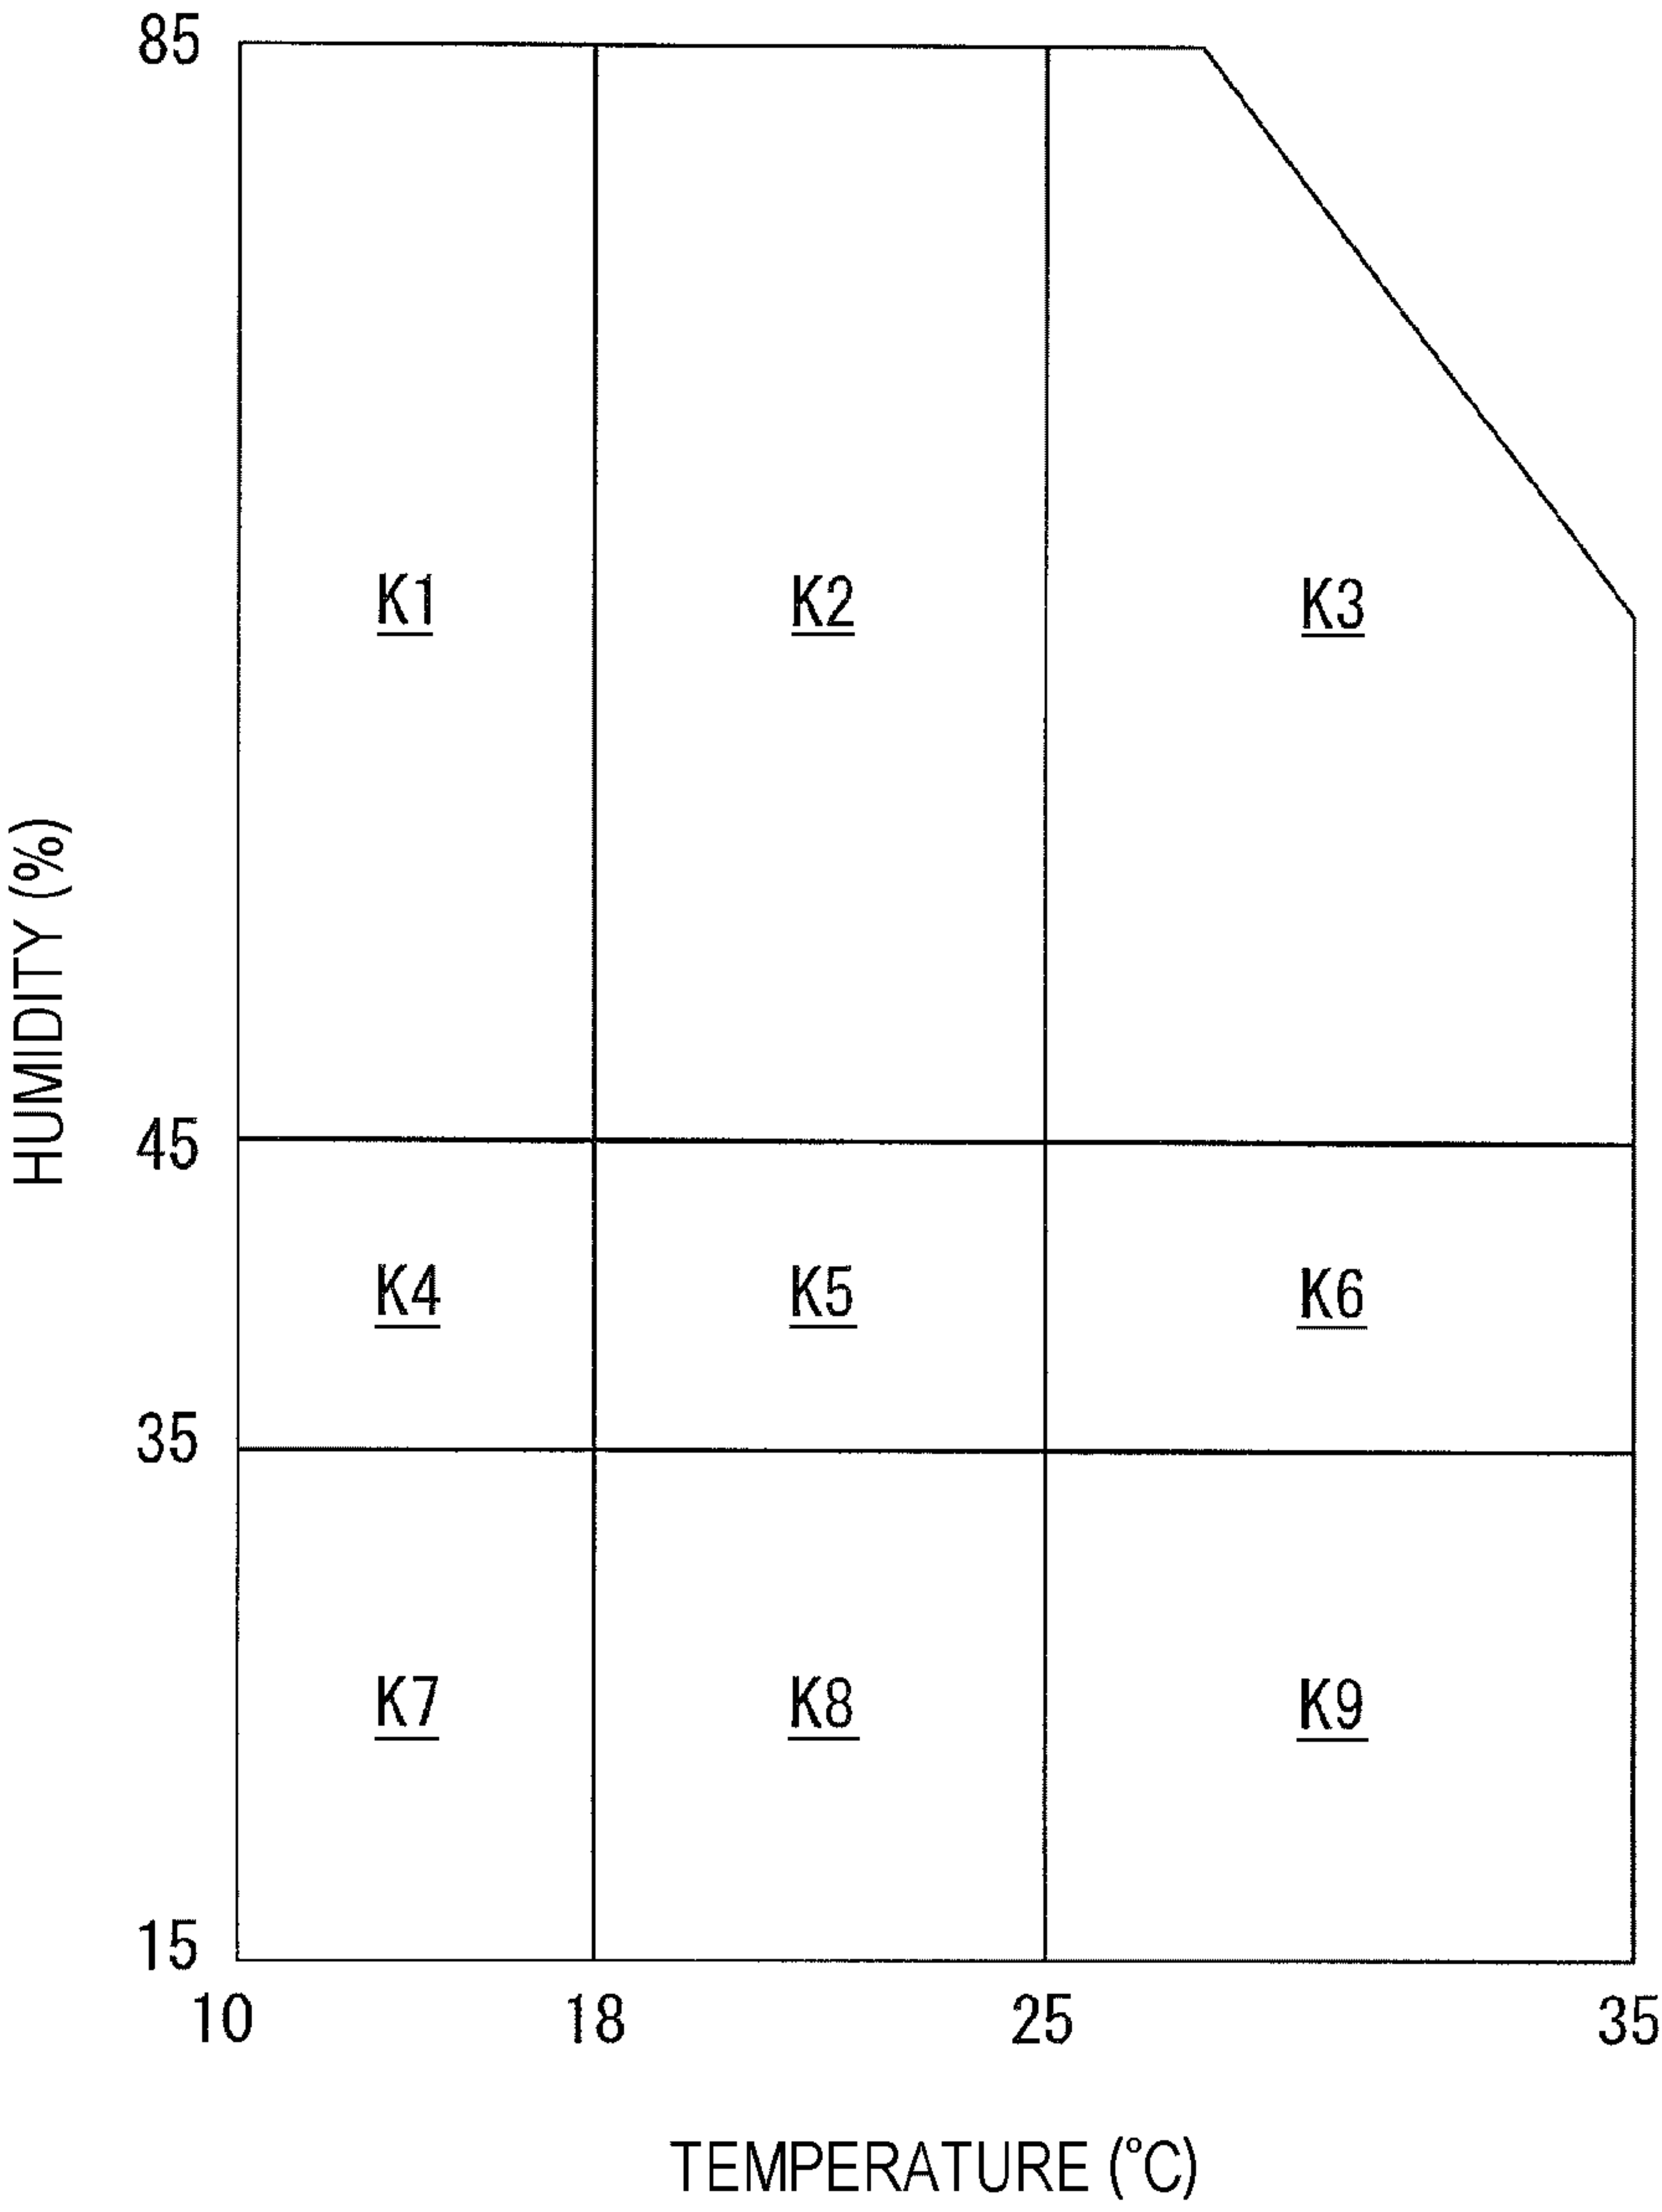 85
K1 K2 K3
HUMIDITY (%)
45
K4 K5 K6
35
K7 K8 K9
15
10 18 25 35
TEMPERATURE (°C)